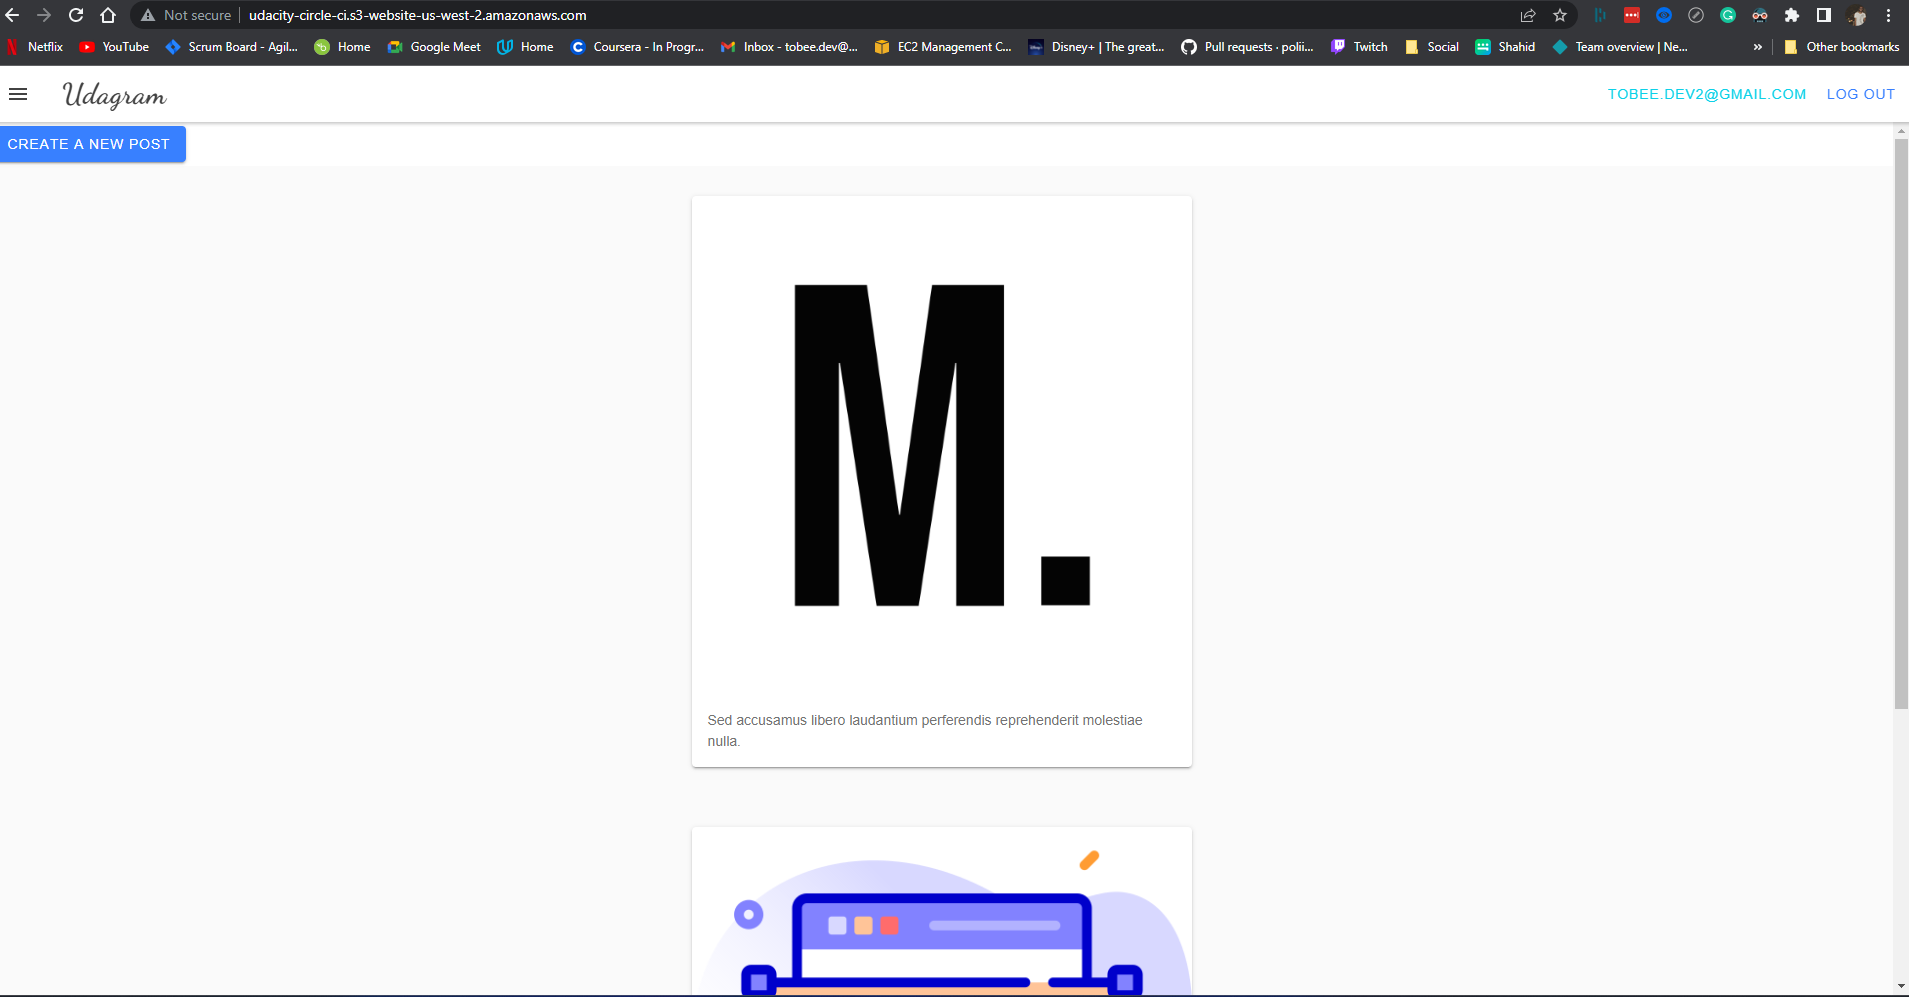 Not secure udacity-circle-ci.s3-website-us-west-2.amazonaws.com
Netflix YouTube Scrum Board - Agil... Home Google Meet Home Coursera - In Progr... Inbox - tobee.dev@... EC2 Management C... Disney+ | The great... Pull requests · polii... Twitch Social Shahid Team overview | Ne... » Other bookmarks
Udagram TOBEE.DEV2@GMAIL.COM LOG OUT
CREATE A NEW POST
M.
Sed accusamus libero laudantium perferendis reprehenderit molestiae
nulla.